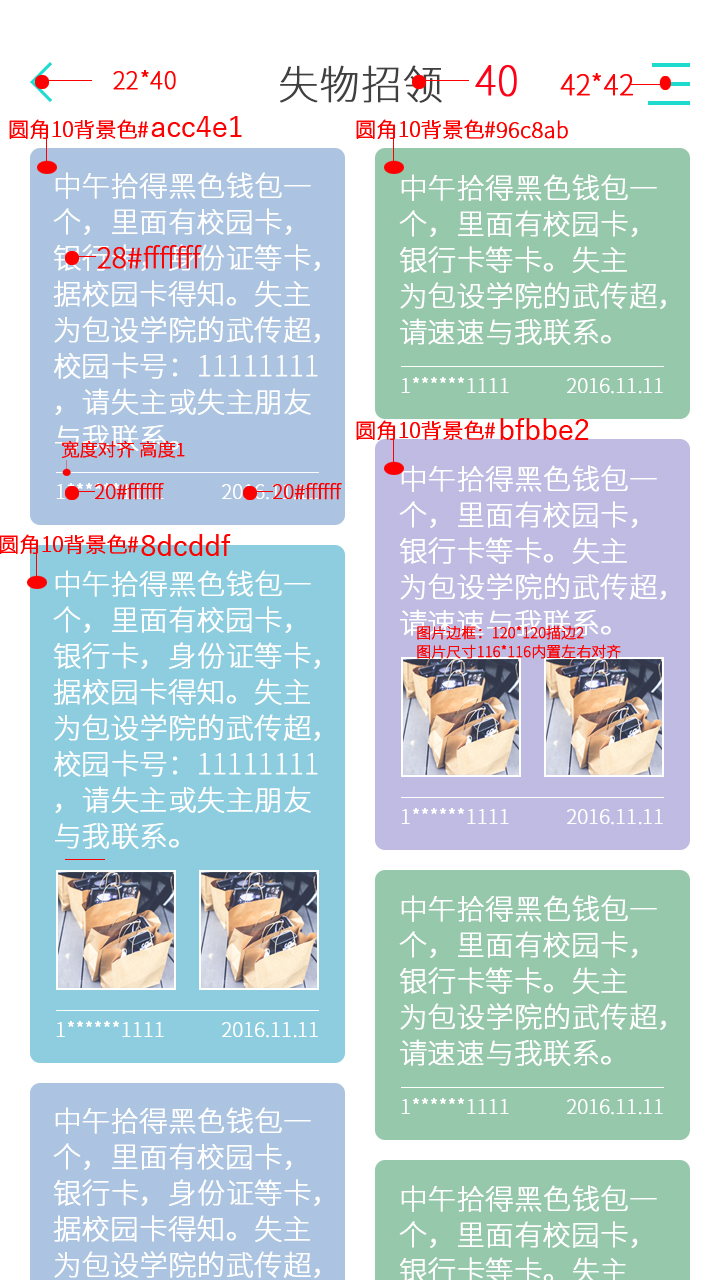 22*40
失物招领
40
42*42
圆角10背景色#acc4e1
中午拾得黑色钱包一
个，里面有校园卡，
银行卡，身份证等卡，
28#fffffff
据校园卡得知。失主
为包设学院的武传超，
校园卡号：11111111
，请失主或失主朋友
与我联系。
宽度对齐 高度1
20#ffffff
20#ffffff
圆角10背景色#8dcddf
中午拾得黑色钱包一
个，里面有校园卡，
银行卡，身份证等卡，
据校园卡得知。失主
为包设学院的武传超，
校园卡号：11111111
，请失主或失主朋友
与我联系。
1******1111 2016.11.11
中午拾得黑色钱包一
个，里面有校园卡，
银行卡，身份证等卡，
据校园卡得知。失主
为包设学院的武传超，
圆角10背景色#96c8ab
中午拾得黑色钱包一
个，里面有校园卡，
银行卡等卡。失主
为包设学院的武传超，
请速速与我联系。
1******1111 2016.11.11
圆角10背景色#bfbbe2
中午拾得黑色钱包一
个，里面有校园卡，
银行卡等卡。失主
为包设学院的武传超，
请速速与我联系。
图片边框：120*120描边2
图片尺寸116*116内置左右对齐
1******1111 2016.11.11
中午拾得黑色钱包一
个，里面有校园卡，
银行卡等卡。失主
为包设学院的武传超，
请速速与我联系。
1******1111 2016.11.11
中午拾得黑色钱包一
个，里面有校园卡，
银行卡等卡。失主